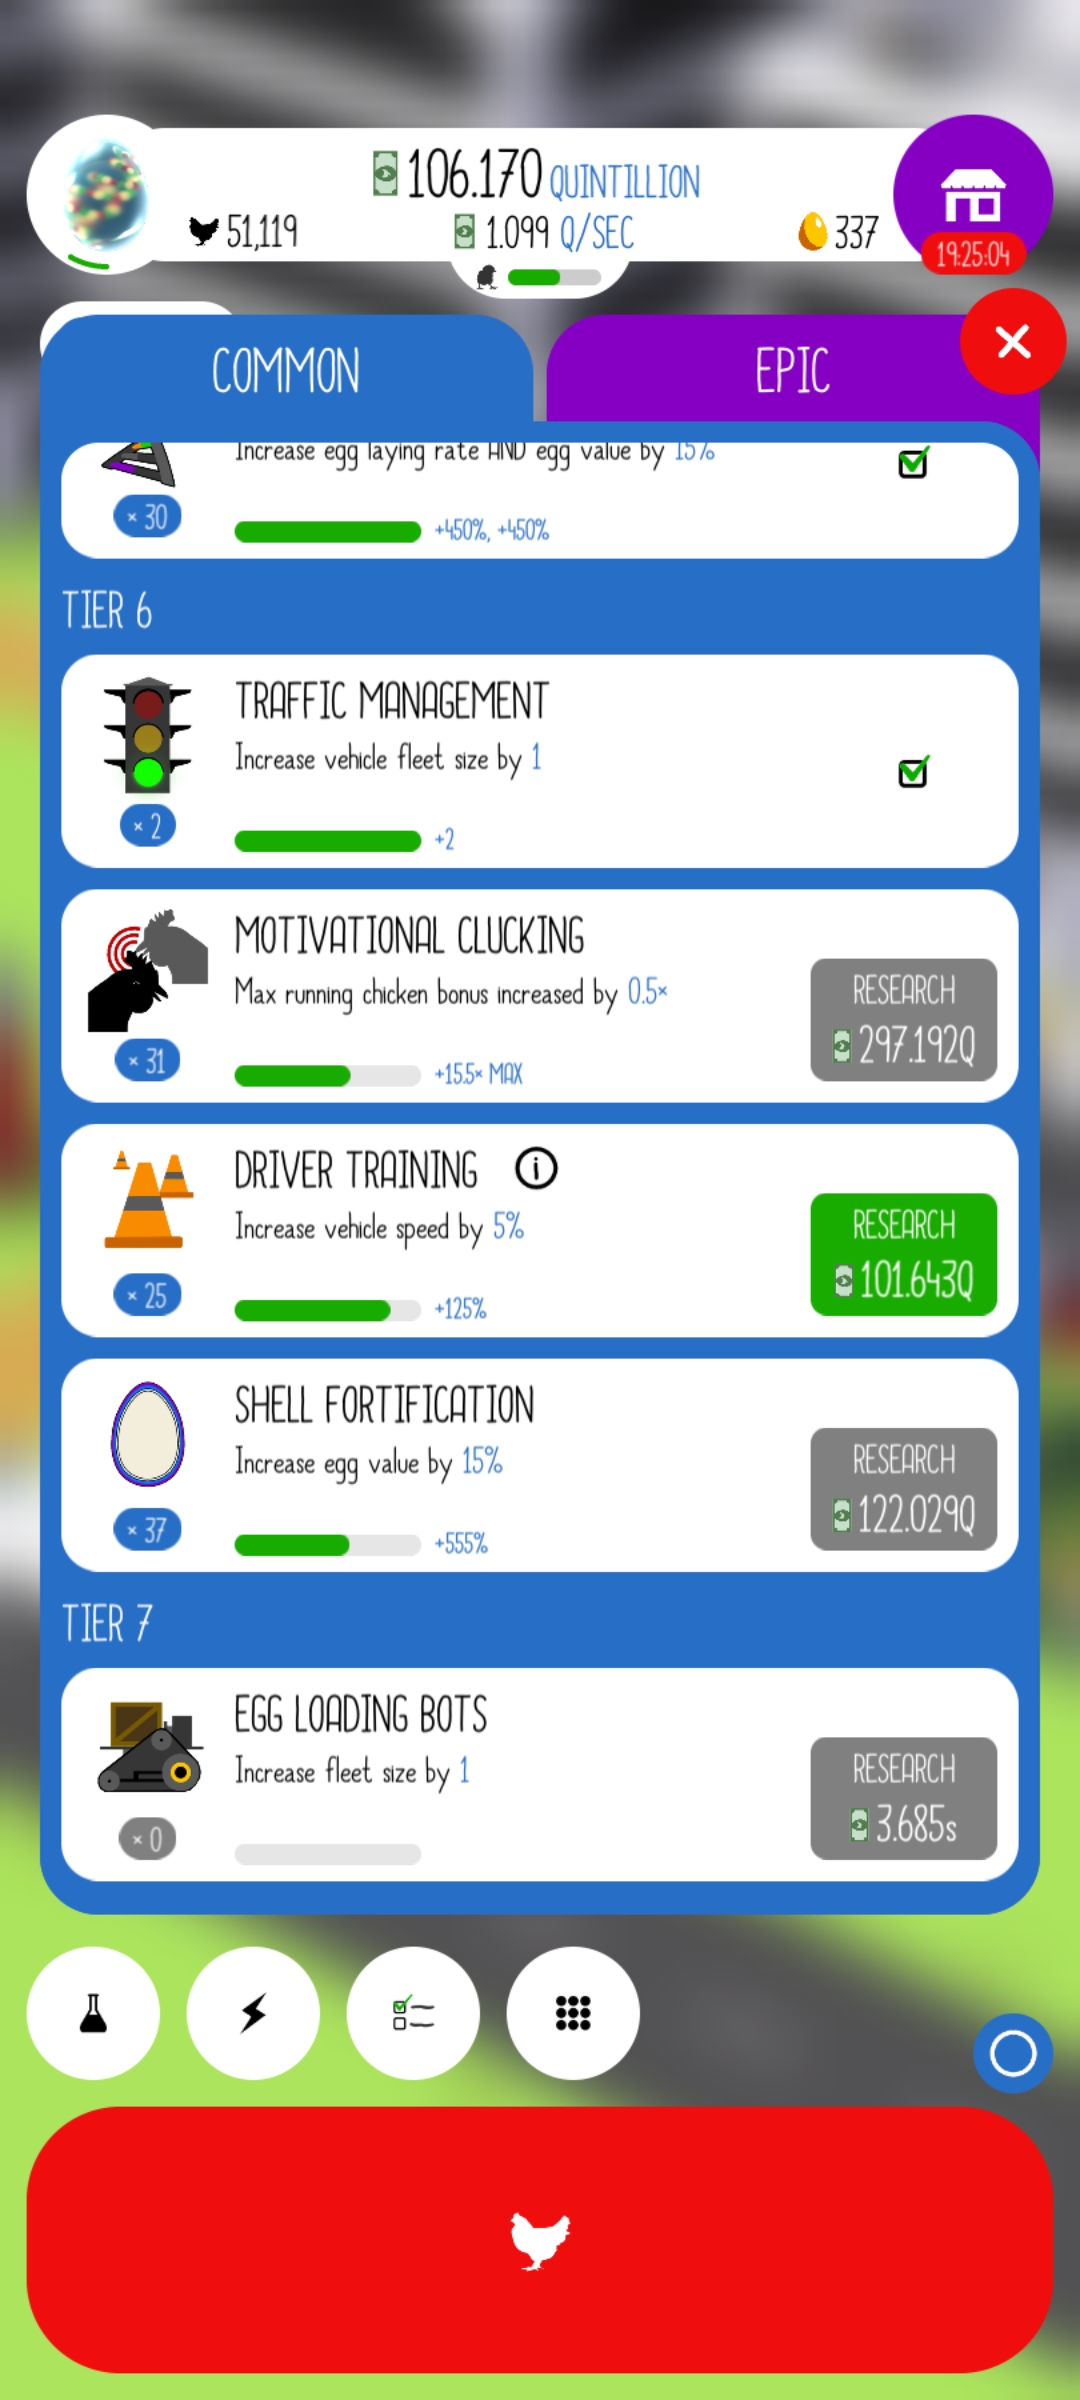 106.170 QUINTILLION
51,119
1.099 Q/SEC
337
19:25:04
COMMON
EPIC
Increase egg laying rate AND egg value by 15%
× 30
+450%, +450%
TIER 6
TRAFFIC MANAGEMENT
Increase vehicle fleet size by 1
× 2
+2
MOTIVATIONAL CLUCKING
Max running chicken bonus increased by 0.5×
RESEARCH
297.192Q
× 31
+15.5× MAX
DRIVER TRAINING i
Increase vehicle speed by 5%
RESEARCH
101.643Q
× 25
+125%
SHELL FORTIFICATION
Increase egg value by 15%
RESEARCH
122.029Q
× 37
+555%
TIER 7
EGG LOADING BOTS
Increase fleet size by 1
RESEARCH
3.685s
× 0